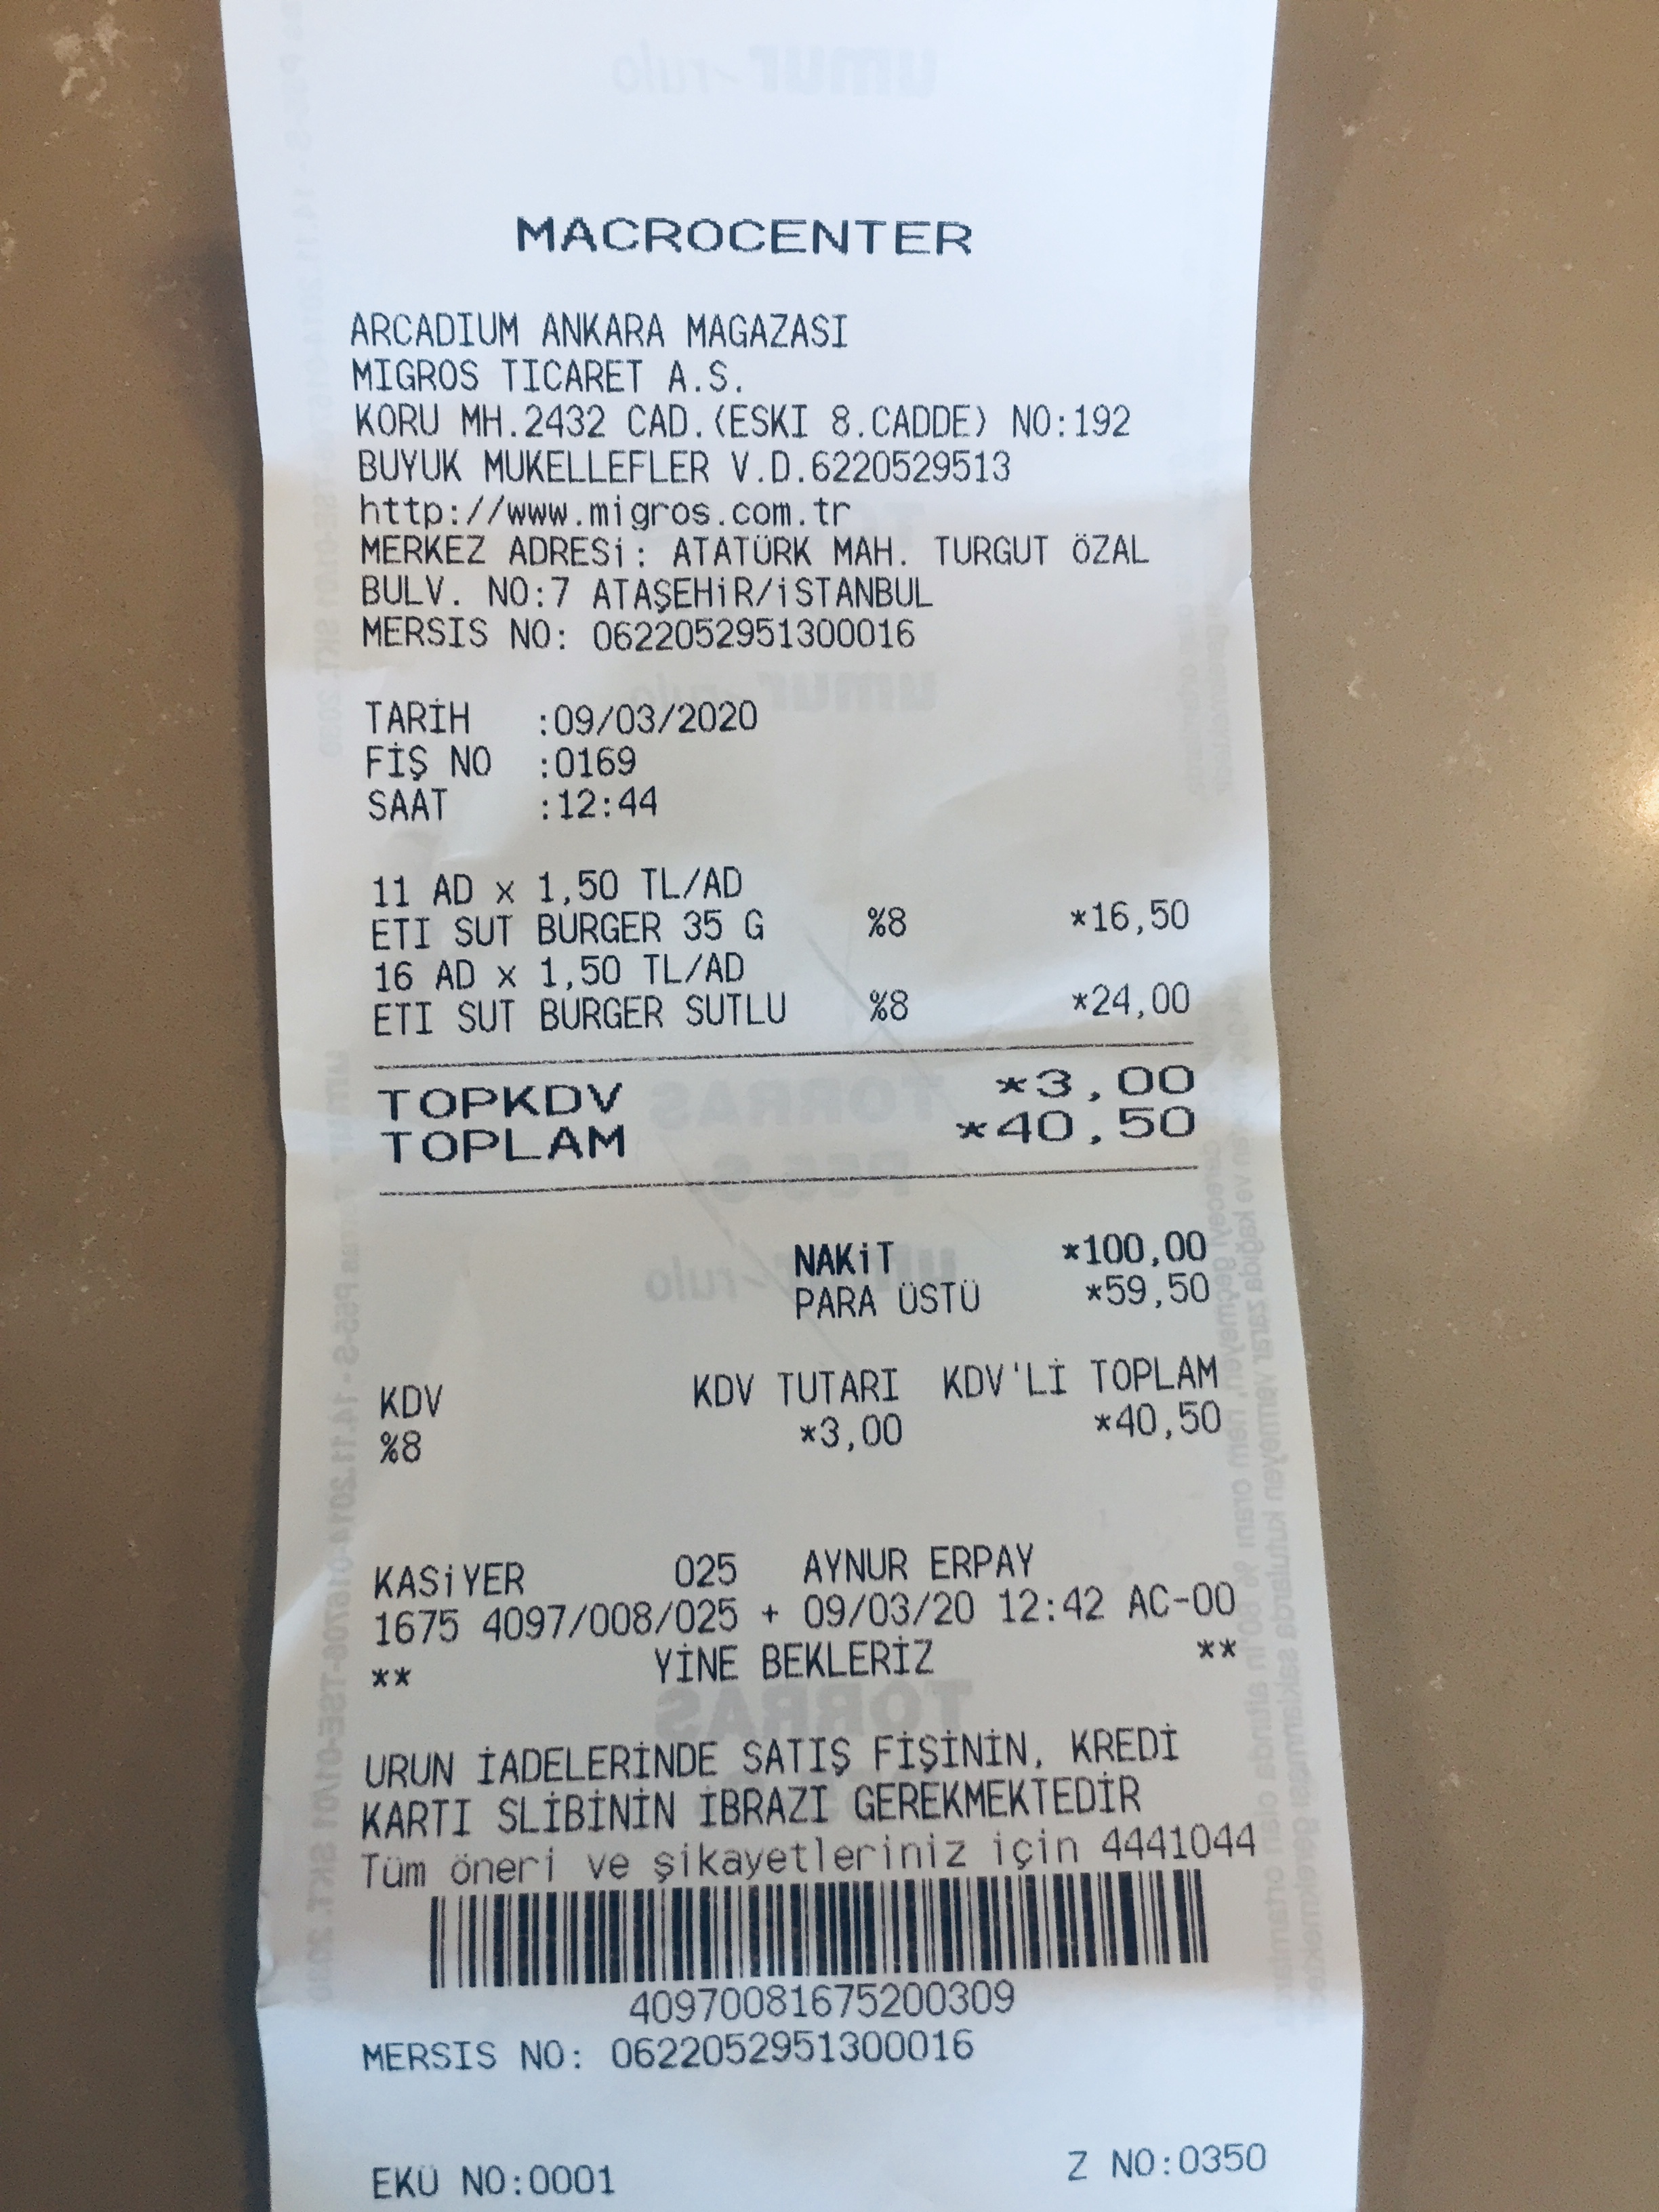 MACROCENTER
ARCADIUM ANKARA MAGAZASI
MIGROS TICARET A.S.
KORU MH.2432 CAD.(ESKI 8.CADDE) NO:192
BUYUK MUKELLEFLER V.D.6220529513
http://www.migros.com.tr
MERKEZ ADRESi: ATATÜRK MAH. TURGUT ÖZAL
BULV. NO:7 ATAŞEHiR/iSTANBUL
MERSIS NO: 0622052951300016
TARİH :09/03/2020
FİŞ NO :0169
SAAT :12:44
11 AD x 1,50 TL/AD
ETI SUT BURGER 35 G %8 *16,50
16 AD x 1,50 TL/AD
ETI SUT BURGER SUTLU %8 *24,00
TOPKDV *3,00
TOPLAM *40,50
NAKiT *100,00
PARA ÜSTÜ *59,50
KDV KDV TUTARI KDV'Lİ TOPLAM
%8 *3,00 *40,50
KASiYER 025 AYNUR ERPAY
1675 4097/008/025 + 09/03/20 12:42 AC-00
** YİNE BEKLERİZ **
URUN İADELERİNDE SATIŞ FİŞİNİN, KREDİ
KARTI SLİBİNİN İBRAZI GEREKMEKTEDİR
Tüm öneri ve şikayetleriniz için 4441044
40970081675200309
MERSIS NO: 0622052951300016
EKÜ NO:0001 Z NO:0350